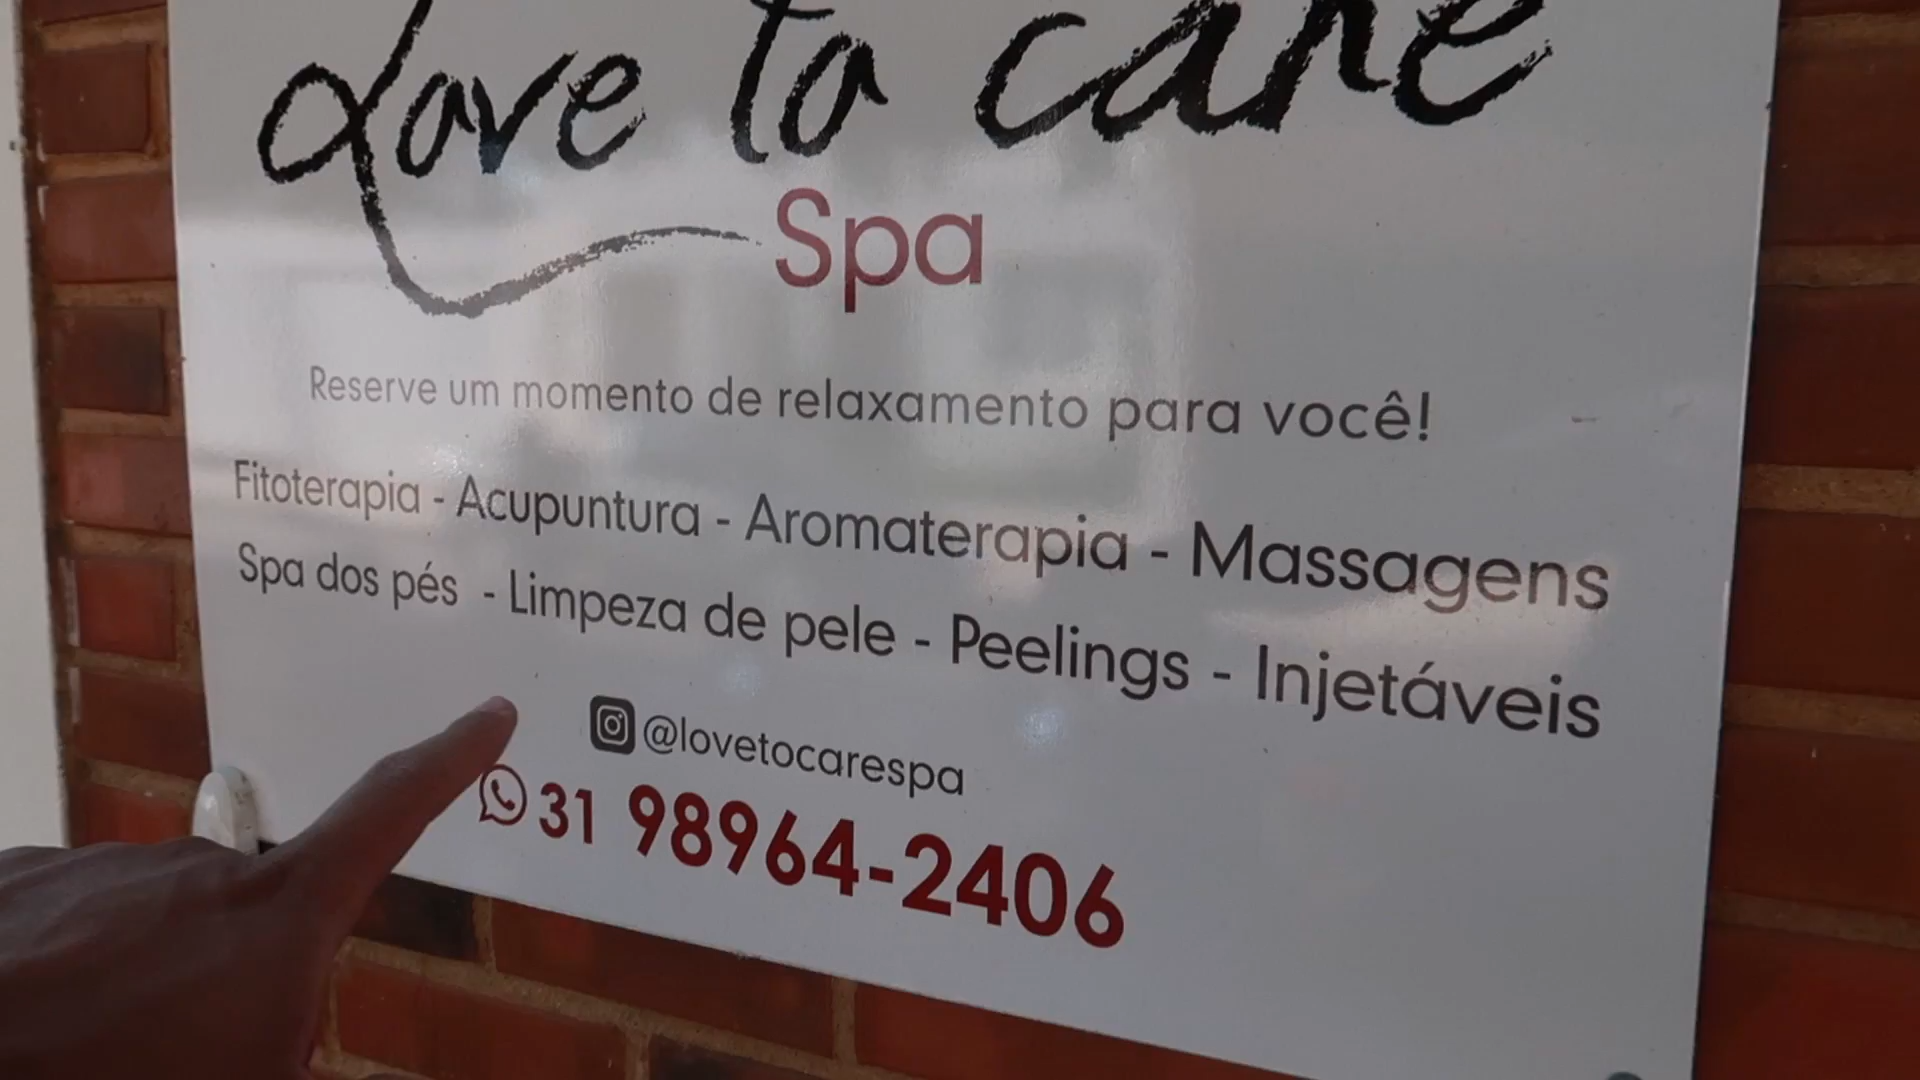 Love to care
Spa
Reserve um momento de relaxamento para você!
Fitoterapia - Acupuntura - Aromaterapia - Massagens
Spa dos pés - Limpeza de pele - Peelings - Injetáveis
@lovetocarespa
31 98964-2406